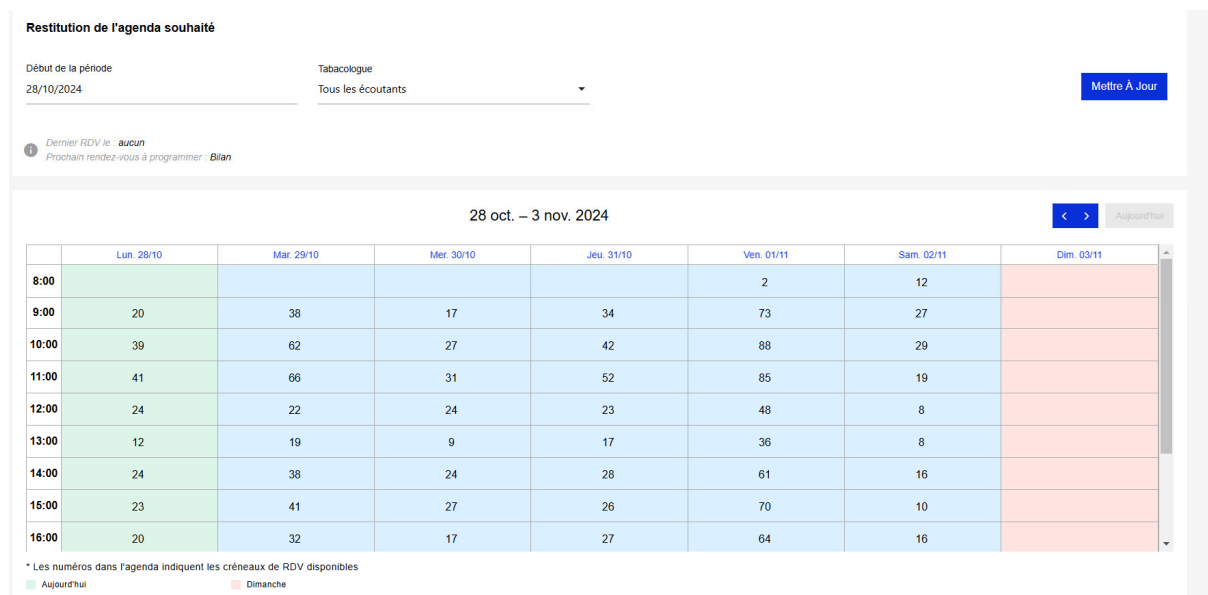 Restitution de l'agenda souhaité
Début de la période Tabacologue
28/10/2024 Tous les écoutants Mettre À Jour
Dernier RDV le : aucun
Prochain rendez-vous à programmer : Bilan
28 oct. – 3 nov. 2024 Aujourd'hui
Lun. 28/10 Mar. 29/10 Mer. 30/10 Jeu. 31/10 Ven. 01/11 Sam. 02/11 Dim. 03/11
8:00 2 12
9:00 20 38 17 34 73 27
10:00 39 62 27 42 88 29
11:00 41 66 31 52 85 19
12:00 24 22 24 23 48 8
13:00 12 19 9 17 36 8
14:00 24 38 24 28 61 16
15:00 23 41 27 26 70 10
16:00 20 32 17 27 64 16
* Les numéros dans l'agenda indiquent les créneaux de RDV disponibles
Aujourd'hui Dimanche